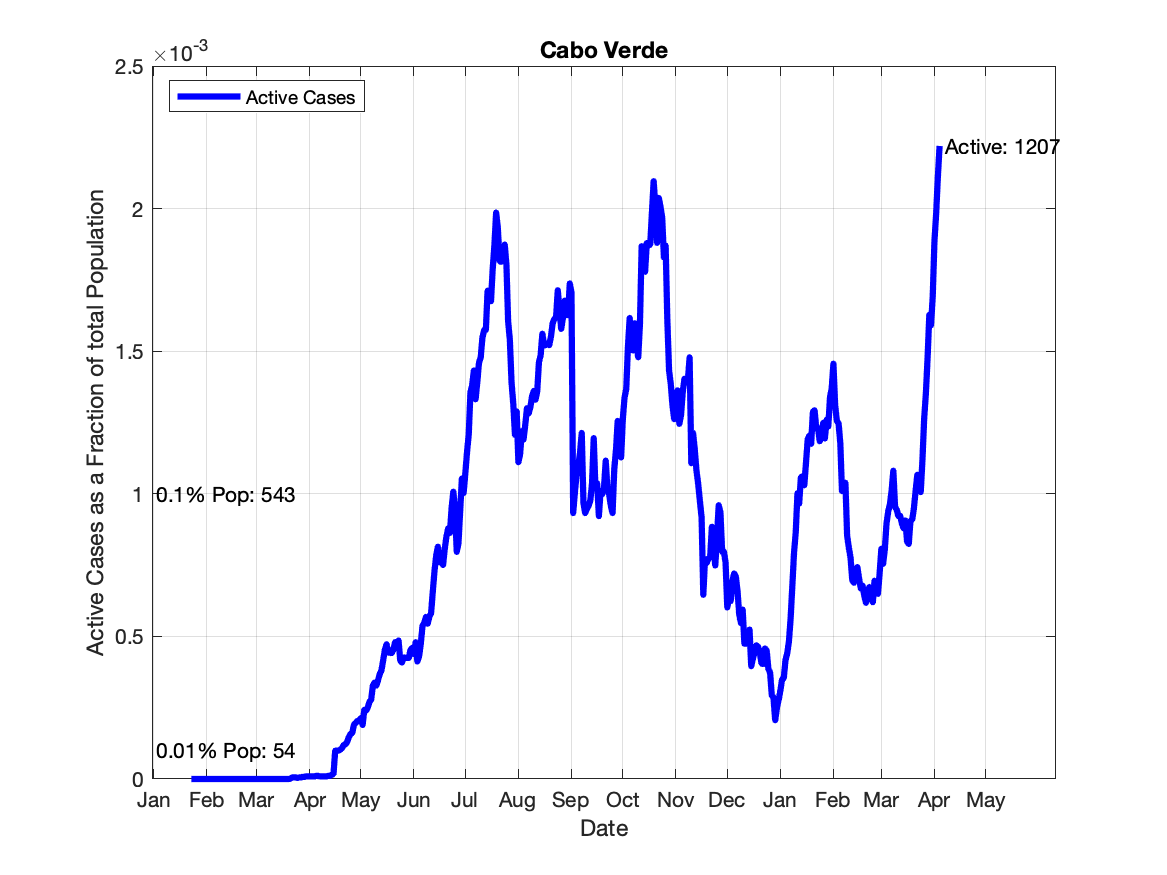 Cabo Verde
×10-3
2.5
2
1.5
1
0.5
0
Active Cases
Active: 1207
0.1% Pop: 543
0.01% Pop: 54
Active Cases as a Fraction of total Population
Jan Feb Mar Apr May Jun Jul Aug Sep Oct Nov Dec Jan Feb Mar Apr May
Date